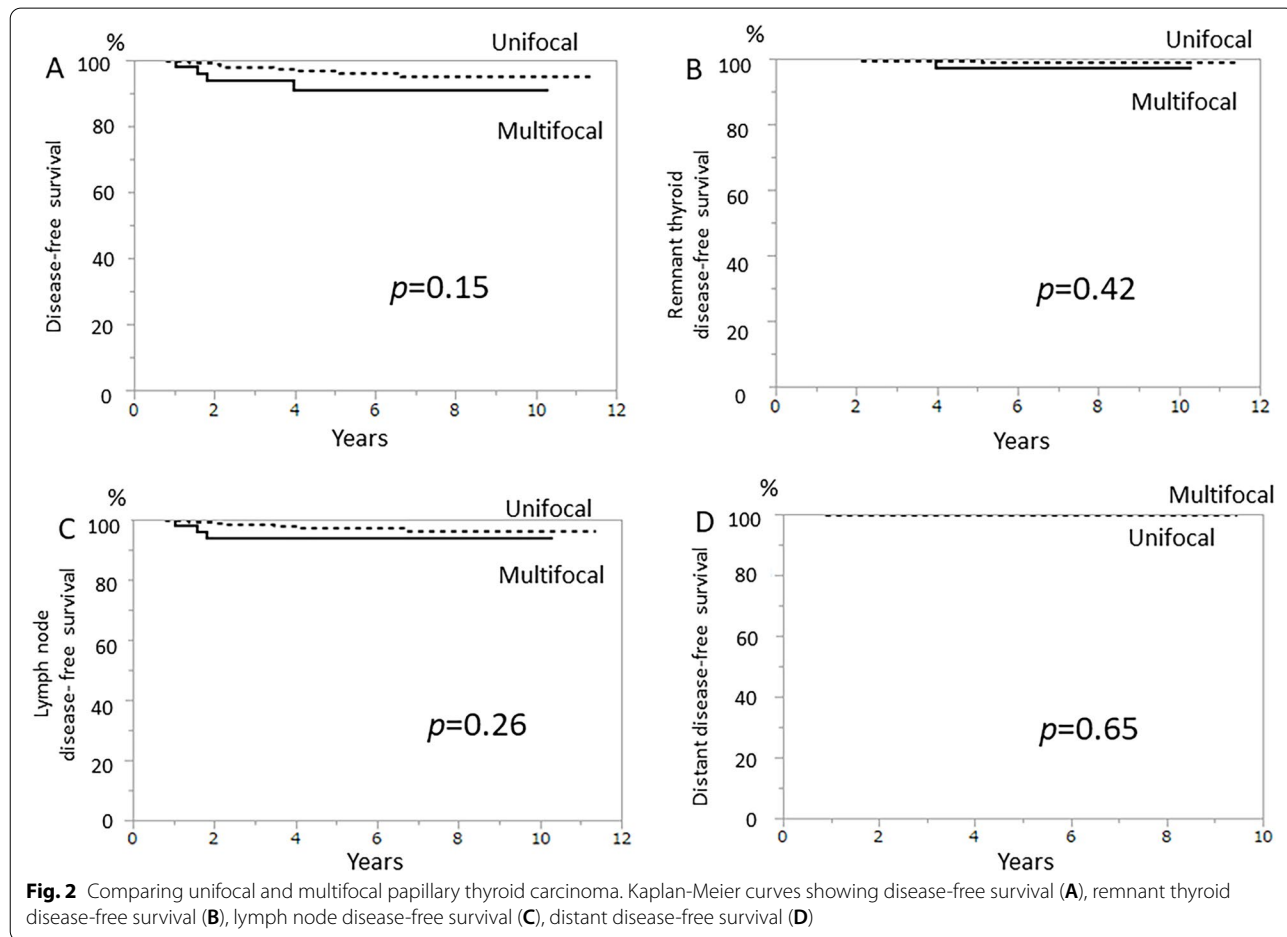 %
Unifocal
A
100
80
60
40
20
0
Disease-free survival
Multifocal
p=0.15
0 2 4 6 8 10 12
Years
%
Unifocal
B
100
80
60
40
20
0
Remnant thyroid
disease-free survival
Multifocal
p=0.42
0 2 4 6 8 10 12
Years
%
Unifocal
C
100
80
60
40
20
0
Lymph node
disease- free survival
Multifocal
p=0.26
0 2 4 6 8 10 12
Years
%
Multifocal
D
100
80
60
40
20
0
Distant disease-free survival
Unifocal
p=0.65
0 2 4 6 8 10
Years
Fig. 2 Comparing unifocal and multifocal papillary thyroid carcinoma. Kaplan-Meier curves showing disease-free survival (A), remnant thyroid
disease-free survival (B), lymph node disease-free survival (C), distant disease-free survival (D)